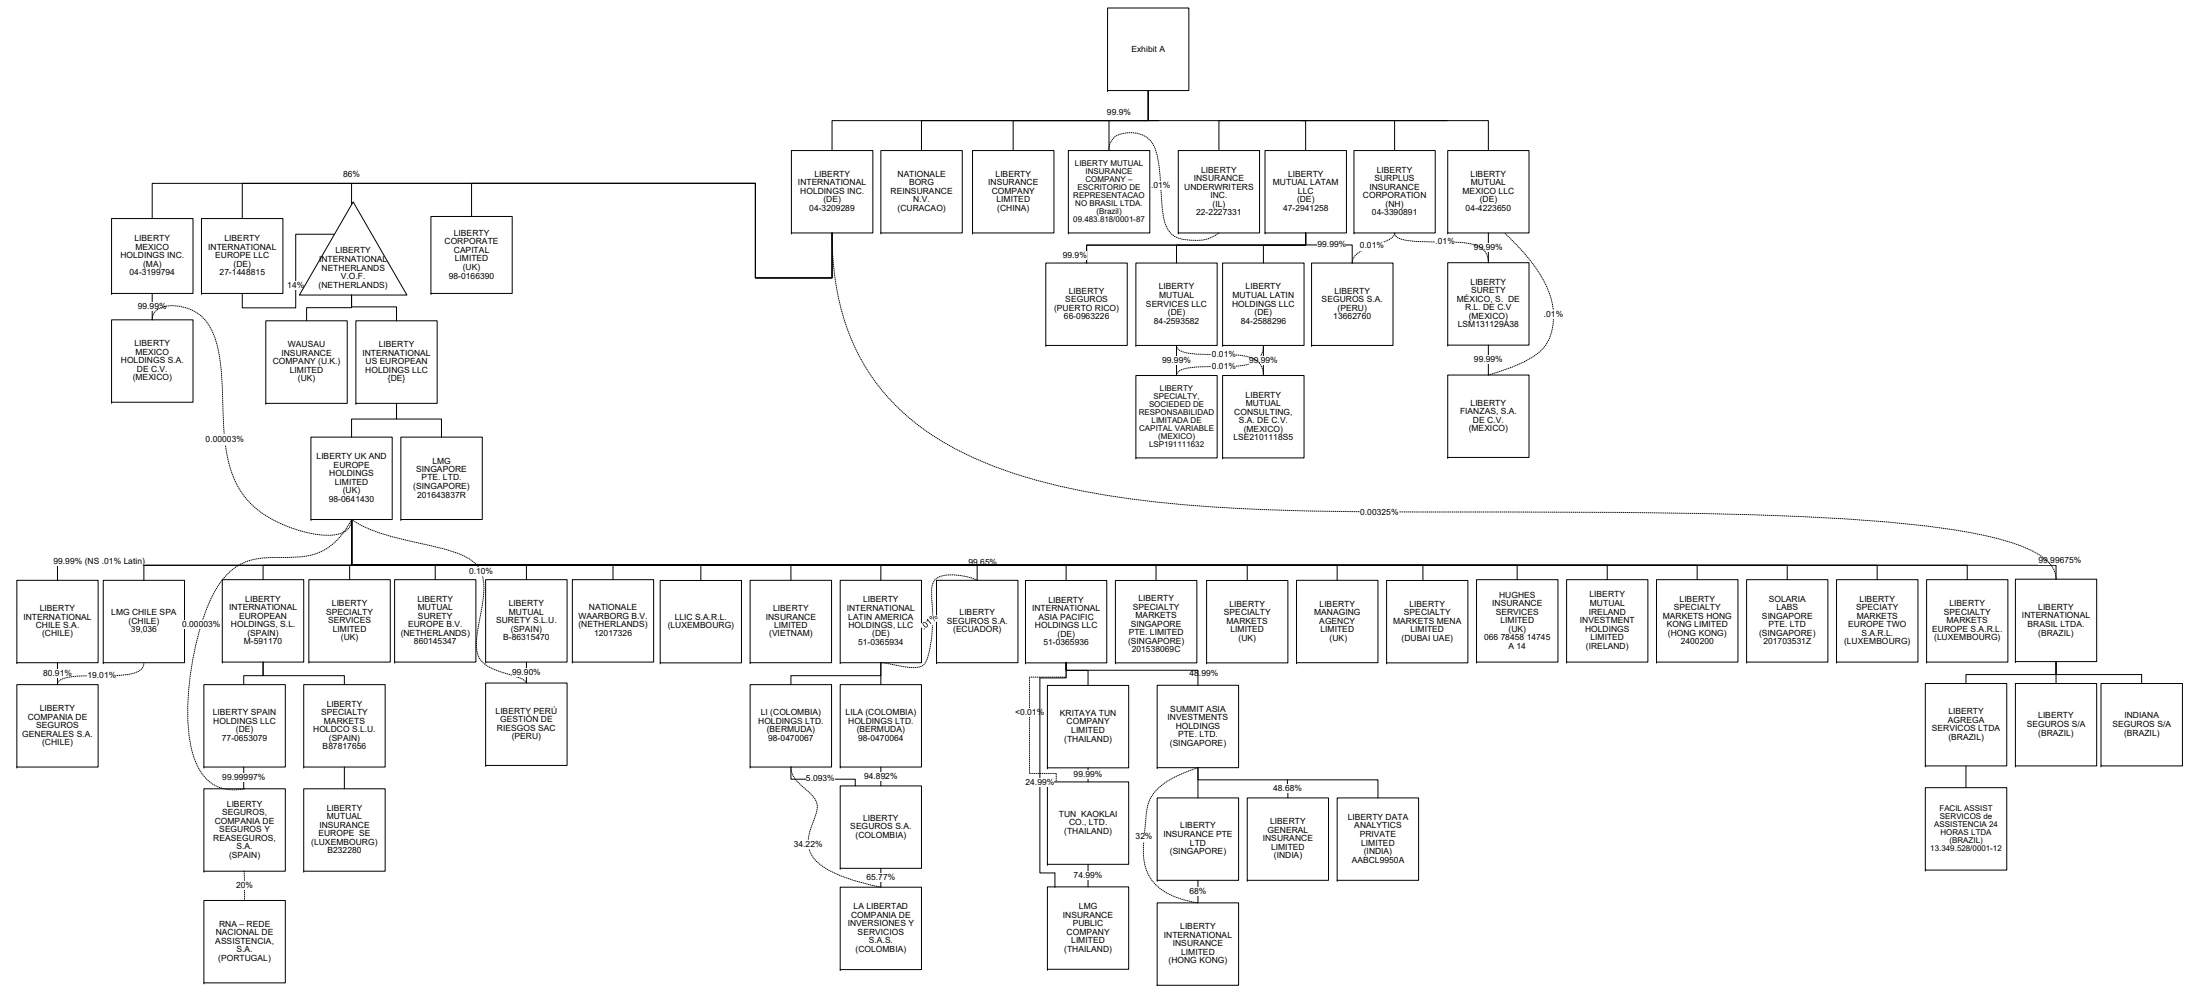 Exhibit A
99.9%
LIBERTY
INTERNATIONAL
HOLDINGS INC.
(DE)
04-3209289
NATIONALE
BORG
REINSURANCE
N.V.
(CURACAO)
LIBERTY
INSURANCE
COMPANY
LIMITED
(CHINA)
LIBERTY MUTUAL
INSURANCE
COMPANY –
ESCRITORIO DE
REPRESENTACAO
NO BRASIL LTDA.
(Brazil)
09.483.818/0001-87
.01%
LIBERTY
INSURANCE
UNDERWRITERS
INC.
(IL)
22-2227331
LIBERTY
MUTUAL LATAM
LLC
(DE)
47-2941258
LIBERTY
SURPLUS
INSURANCE
CORPORATION
(NH)
04-3390891
LIBERTY
MUTUAL
MEXICO LLC
(DE)
04-4223650
86%
LIBERTY
MEXICO
HOLDINGS INC.
(MA)
04-3199794
LIBERTY
INTERNATIONAL
EUROPE LLC
(DE)
27-1448815
14%
LIBERTY
INTERNATIONAL
NETHERLANDS
V.O.F.
(NETHERLANDS)
LIBERTY
CORPORATE
CAPITAL
LIMITED
(UK)
98-0166390
99.9%
99.99%
0.01%
.01%
99.99%
LIBERTY
SEGUROS
(PUERTO RICO)
66-0963226
LIBERTY
MUTUAL
SERVICES LLC
(DE)
84-2593582
LIBERTY
MUTUAL LATIN
HOLDINGS LLC
(DE)
84-2588296
LIBERTY
SEGUROS S.A.
(PERU)
13662760
LIBERTY
SURETY
MÉXICO, S.  DE
R.L. DE C.V
(MEXICO)
LSM131129A38
.01%
99.99%
LIBERTY
MEXICO
HOLDINGS S.A.
DE C.V.
(MEXICO)
WAUSAU
INSURANCE
COMPANY (U.K.)
LIMITED
(UK)
LIBERTY
INTERNATIONAL
US EUROPEAN
HOLDINGS LLC
{DE}
99.99%
0.01%
0.01%
99.99%
99.99%
LIBERTY
SPECIALTY,
SOCIEDED DE
RESPONSABILIDAD
LIMITADA DE
CAPITAL VARIABLE
(MEXICO)
LSP191111632
LIBERTY
MUTUAL
CONSULTING,
S.A. DE C.V.
(MEXICO)
LSE2101118S5
LIBERTY
FIANZAS, S.A.
DE C.V.
(MEXICO)
0.00003%
LIBERTY UK AND
EUROPE
HOLDINGS
LIMITED
(UK)
98-0641430
LMG
SINGAPORE
PTE. LTD.
(SINGAPORE)
201643837R
0.00325%
99.99% (NS .01% Latin)
0.10%
99.65%
99.99675%
LIBERTY
INTERNATIONAL
CHILE S.A.
(CHILE)
LMG CHILE SPA
(CHILE)
39,036
0.00003%
LIBERTY
INTERNATIONAL
EUROPEAN
HOLDINGS, S.L.
(SPAIN)
M-591170
LIBERTY
SPECIALTY
SERVICES
LIMITED
(UK)
LIBERTY
MUTUAL
SURETY
EUROPE B.V.
(NETHERLANDS)
860145347
LIBERTY
MUTUAL
SURETY S.L.U.
(SPAIN)
B-86315470
NATIONALE
WAARBORG B.V.
(NETHERLANDS)
12017326
LLIC S.A.R.L.
(LUXEMBOURG)
LIBERTY
INSURANCE
LIMITED
(VIETNAM)
LIBERTY
INTERNATIONAL
LATIN AMERICA
HOLDINGS, LLC
(DE)
51-0365934
LIBERTY
SEGUROS S.A.
(ECUADOR)
LIBERTY
INTERNATIONAL
ASIA PACIFIC
HOLDINGS LLC
(DE)
51-0365936
LIBERTY
SPECIALTY
MARKETS
SINGAPORE
PTE. LIMITED
(SINGAPORE)
201538069C
LIBERTY
SPECIALTY
MARKETS
LIMITED
(UK)
LIBERTY
MANAGING
AGENCY
LIMITED
(UK)
LIBERTY
SPECIALTY
MARKETS MENA
LIMITED
(DUBAI UAE)
HUGHES
INSURANCE
SERVICES
LIMITED
(UK)
066 78458 14745
A 14
LIBERTY
MUTUAL
IRELAND
INVESTMENT
HOLDINGS
LIMITED
(IRELAND)
LIBERTY
SPECIALTY
MARKETS HONG
KONG LIMITED
(HONG KONG)
2400200
SOLARIA
LABS
SINGAPORE
PTE. LTD
(SINGAPORE)
201703531Z
LIBERTY
SPECIATY
MARKETS
EUROPE TWO
S.A.R.L.
(LUXEMBOURG)
LIBERTY
SPECIALTY
MARKETS
EUROPE S.A.R.L.
(LUXEMBOURG)
LIBERTY
INTERNATIONAL
BRASIL LTDA.
(BRAZIL)
80.91%
19.01%
99.90%
48.99%
LIBERTY
COMPANIA DE
SEGUROS
GENERALES S.A.
(CHILE)
LIBERTY SPAIN
HOLDINGS LLC
(DE)
77-0653079
LIBERTY
SPECIALTY
MARKETS
HOLDCO S.L.U.
(SPAIN)
B87817656
LIBERTY PERÚ
GESTIÓN DE
RIESGOS SAC
(PERU)
LI (COLOMBIA)
HOLDINGS LTD.
(BERMUDA)
98-0470067
LILA (COLOMBIA)
HOLDINGS LTD.
(BERMUDA)
98-0470064
<0.01%
KRITAYA TUN
COMPANY
LIMITED
(THAILAND)
SUMMIT ASIA
INVESTMENTS
HOLDINGS
PTE. LTD.
(SINGAPORE)
LIBERTY
AGREGA
SERVICOS LTDA
(BRAZIL)
LIBERTY
SEGUROS S/A
(BRAZIL)
INDIANA
SEGUROS S/A
(BRAZIL)
99.99997%
5.093%
94.892%
24.99%
99.99%
48.68%
LIBERTY
SEGUROS,
COMPANIA DE
SEGUROS Y
REASEGUROS,
S.A.
(SPAIN)
LIBERTY
MUTUAL
INSURANCE
EUROPE  SE
(LUXEMBOURG)
B232280
34.22%
LIBERTY
SEGUROS S.A.
(COLOMBIA)
TUN  KAOKLAI
CO., LTD.
(THAILAND)
32%
LIBERTY
INSURANCE PTE
LTD
(SINGAPORE)
LIBERTY
GENERAL
INSURANCE
LIMITED
(INDIA)
LIBERTY DATA
ANALYTICS
PRIVATE
LIMITED
(INDIA)
AABCL9950A
FACIL ASSIST
SERVICOS de
ASSISTENCIA 24
HORAS LTDA
(BRAZIL)
13.349.528/0001-12
20%
65.77%
74.99%
68%
RNA – REDE
NACIONAL DE
ASSISTENCIA,
S.A.
(PORTUGAL)
LA LIBERTAD
COMPANIA DE
INVERSIONES Y
SERVICIOS
S.A.S.
(COLOMBIA)
LMG
INSURANCE
PUBLIC
COMPANY
LIMITED
(THAILAND)
LIBERTY
INTERNATIONAL
INSURANCE
LIMITED
(HONG KONG)